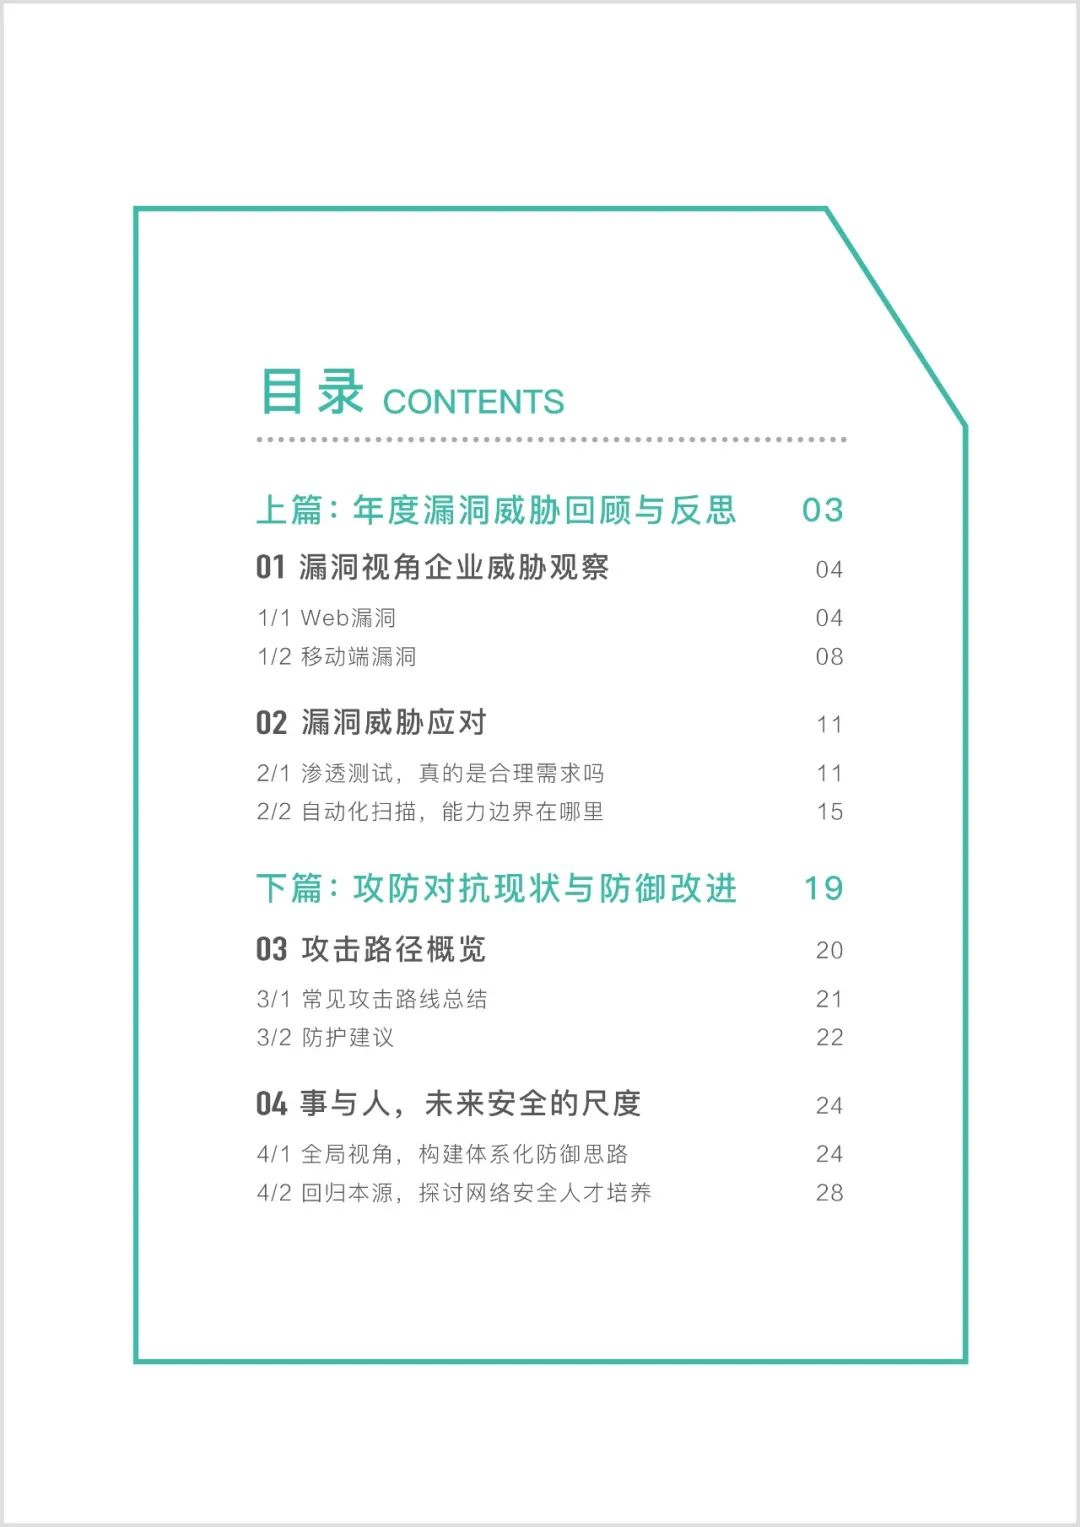 目录 CONTENTS
上篇：年度漏洞威胁回顾与反思 03
01 漏洞视角企业威胁观察 04
1/1 Web漏洞 04
1/2 移动端漏洞 08
02 漏洞威胁应对 11
2/1 渗透测试，真的是合理需求吗 11
2/2 自动化扫描，能力边界在哪里 15
下篇：攻防对抗现状与防御改进 19
03 攻击路径概览 20
3/1 常见攻击路线总结 21
3/2 防护建议 22
04 事与人，未来安全的尺度 24
4/1 全局视角，构建体系化防御思路 24
4/2 回归本源，探讨网络安全人才培养 28